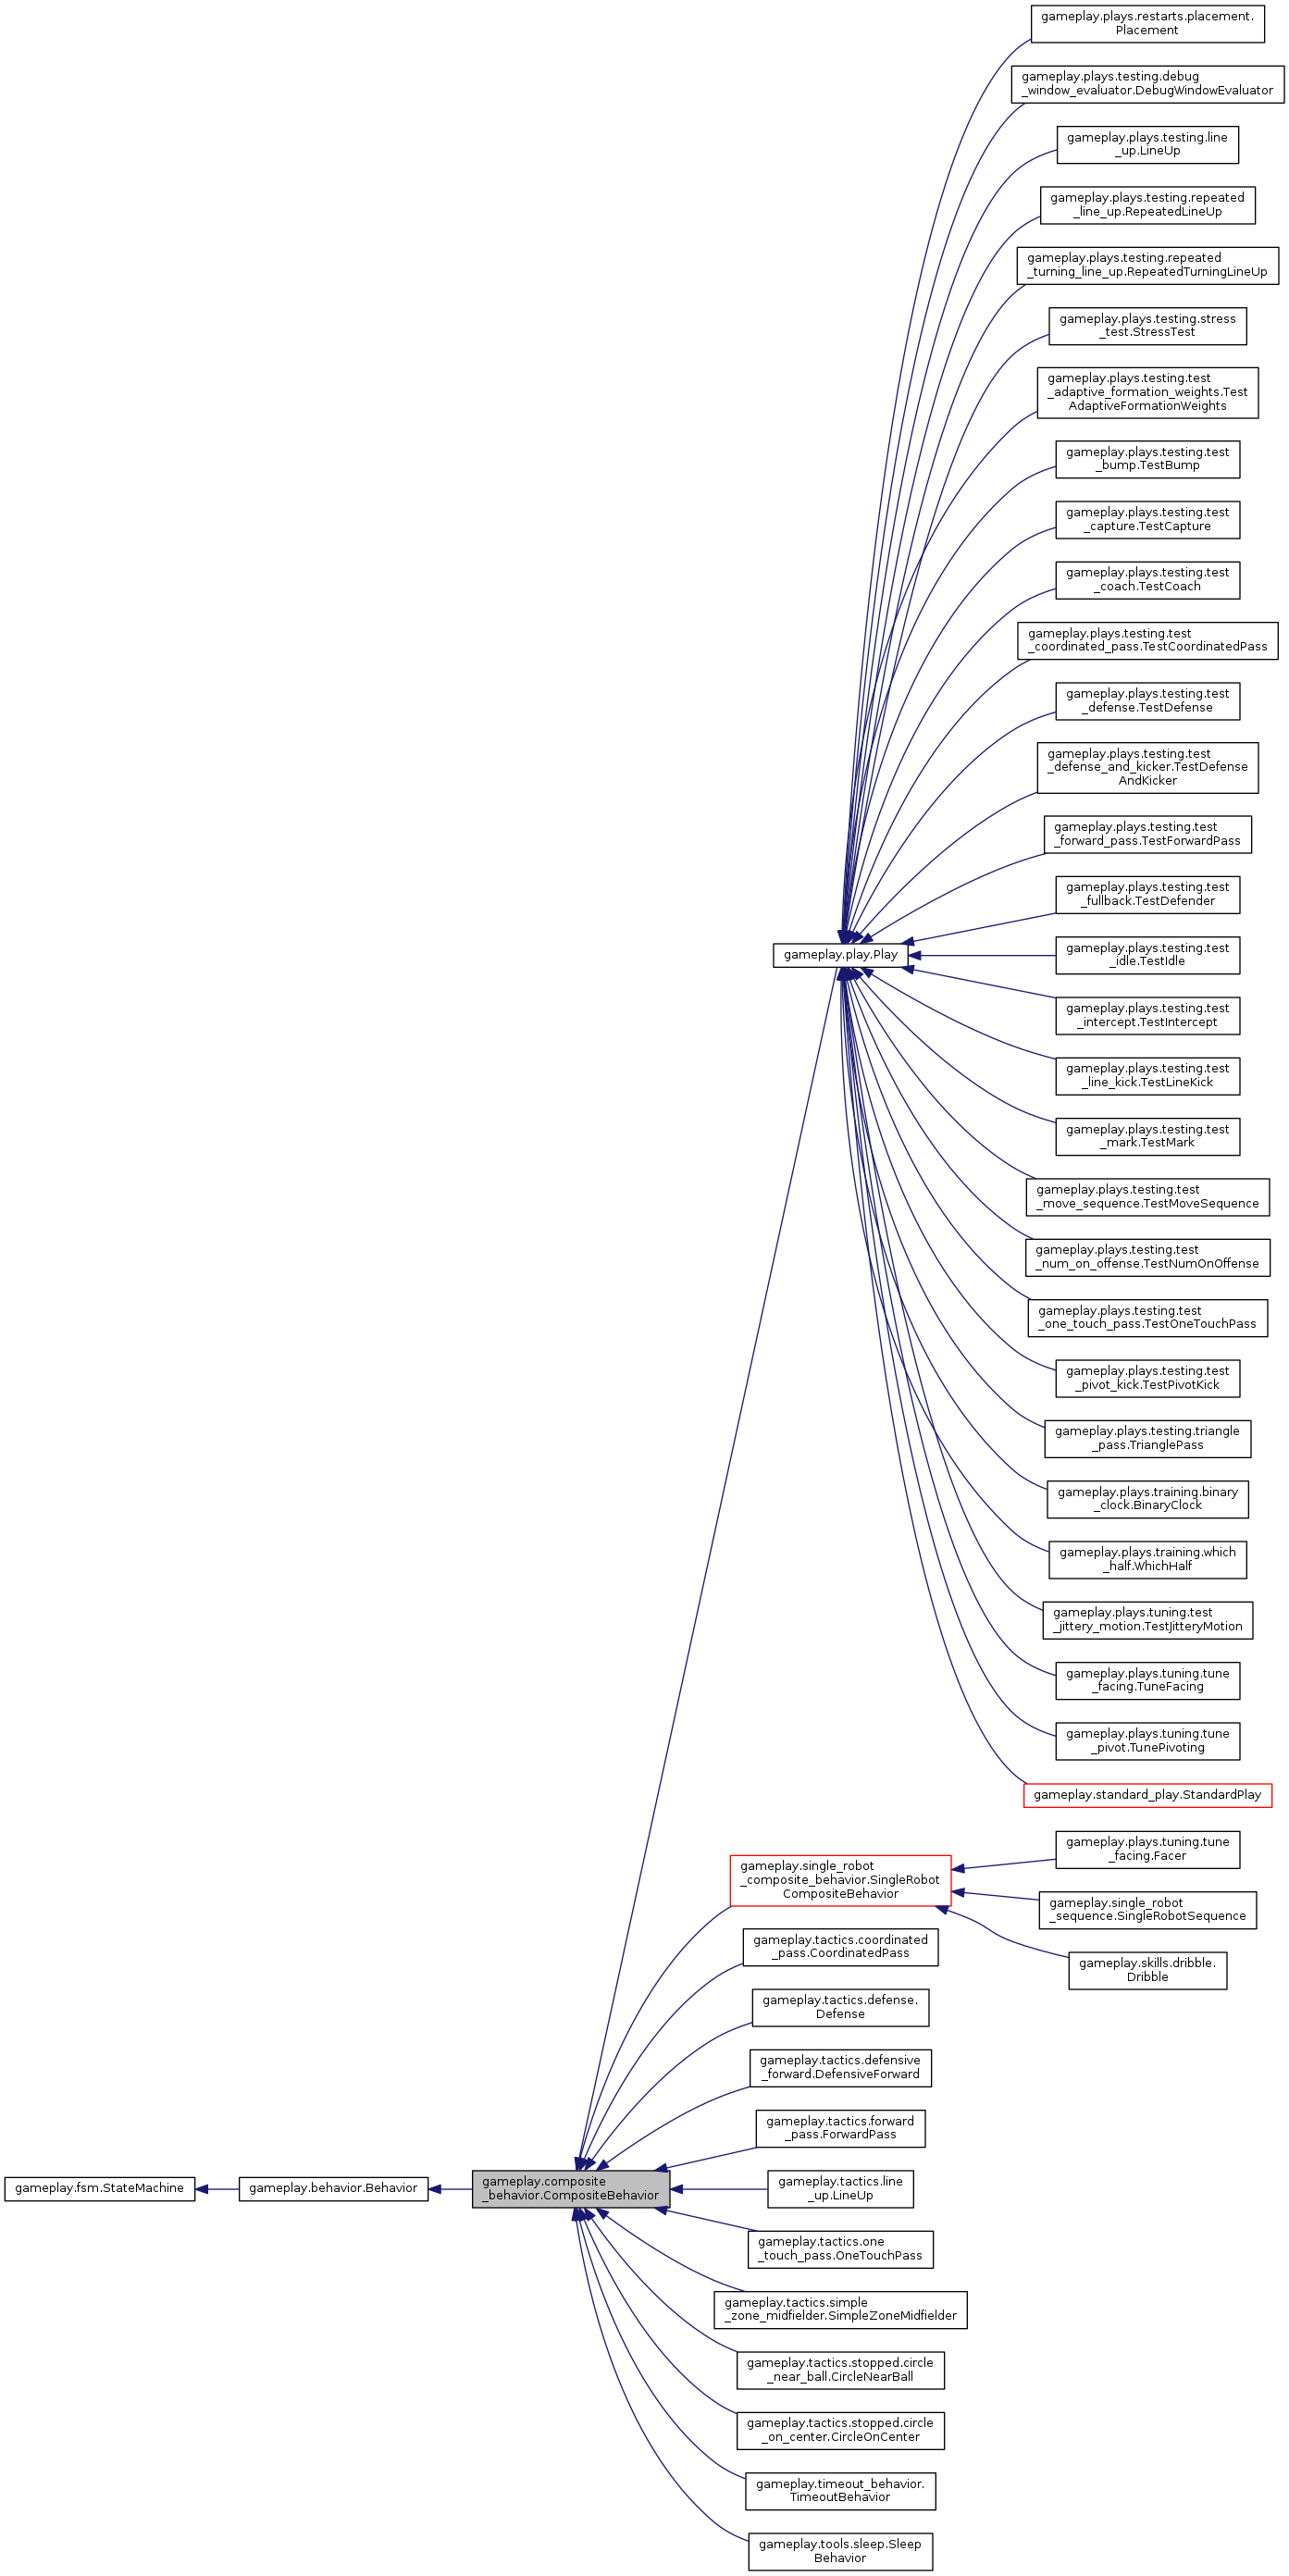 gameplay.plays.restarts.placement.
Placement
gameplay.plays.testing.debug
_window_evaluator.DebugWindowEvaluator
gameplay.plays.testing.line
_up.LineUp
gameplay.plays.testing.repeated
_line_up.RepeatedLineUp
gameplay.plays.testing.repeated
_turning_line_up.RepeatedTurningLineUp
gameplay.plays.testing.stress
_test.StressTest
gameplay.plays.testing.test
_adaptive_formation_weights.Test
AdaptiveFormationWeights
gameplay.plays.testing.test
_bump.TestBump
gameplay.plays.testing.test
_capture.TestCapture
gameplay.plays.testing.test
_coach.TestCoach
gameplay.plays.testing.test
_coordinated_pass.TestCoordinatedPass
gameplay.plays.testing.test
_defense.TestDefense
gameplay.plays.testing.test
_defense_and_kicker.TestDefense
AndKicker
gameplay.plays.testing.test
_forward_pass.TestForwardPass
gameplay.plays.testing.test
_fullback.TestDefender
gameplay.play.Play
gameplay.plays.testing.test
_idle.TestIdle
gameplay.plays.testing.test
_intercept.TestIntercept
gameplay.plays.testing.test
_line_kick.TestLineKick
gameplay.plays.testing.test
_mark.TestMark
gameplay.plays.testing.test
_move_sequence.TestMoveSequence
gameplay.plays.testing.test
_num_on_offense.TestNumOnOffense
gameplay.plays.testing.test
_one_touch_pass.TestOneTouchPass
gameplay.plays.testing.test
_pivot_kick.TestPivotKick
gameplay.plays.testing.triangle
_pass.TrianglePass
gameplay.plays.training.binary
_clock.BinaryClock
gameplay.plays.training.which
_half.WhichHalf
gameplay.plays.tuning.test
_jittery_motion.TestJitteryMotion
gameplay.plays.tuning.tune
_facing.TuneFacing
gameplay.plays.tuning.tune
_pivot.TunePivoting
gameplay.standard_play.StandardPlay
gameplay.plays.tuning.tune
_facing.Facer
gameplay.single_robot
_composite_behavior.SingleRobot
CompositeBehavior
gameplay.single_robot
_sequence.SingleRobotSequence
gameplay.skills.dribble.
Dribble
gameplay.tactics.coordinated
_pass.CoordinatedPass
gameplay.tactics.defense.
Defense
gameplay.tactics.defensive
_forward.DefensiveForward
gameplay.tactics.forward
_pass.ForwardPass
gameplay.fsm.StateMachine
gameplay.behavior.Behavior
gameplay.composite
_behavior.CompositeBehavior
gameplay.tactics.line
_up.LineUp
gameplay.tactics.one
_touch_pass.OneTouchPass
gameplay.tactics.simple
_zone_midfielder.SimpleZoneMidfielder
gameplay.tactics.stopped.circle
_near_ball.CircleNearBall
gameplay.tactics.stopped.circle
_on_center.CircleOnCenter
gameplay.timeout_behavior.
TimeoutBehavior
gameplay.tools.sleep.Sleep
Behavior